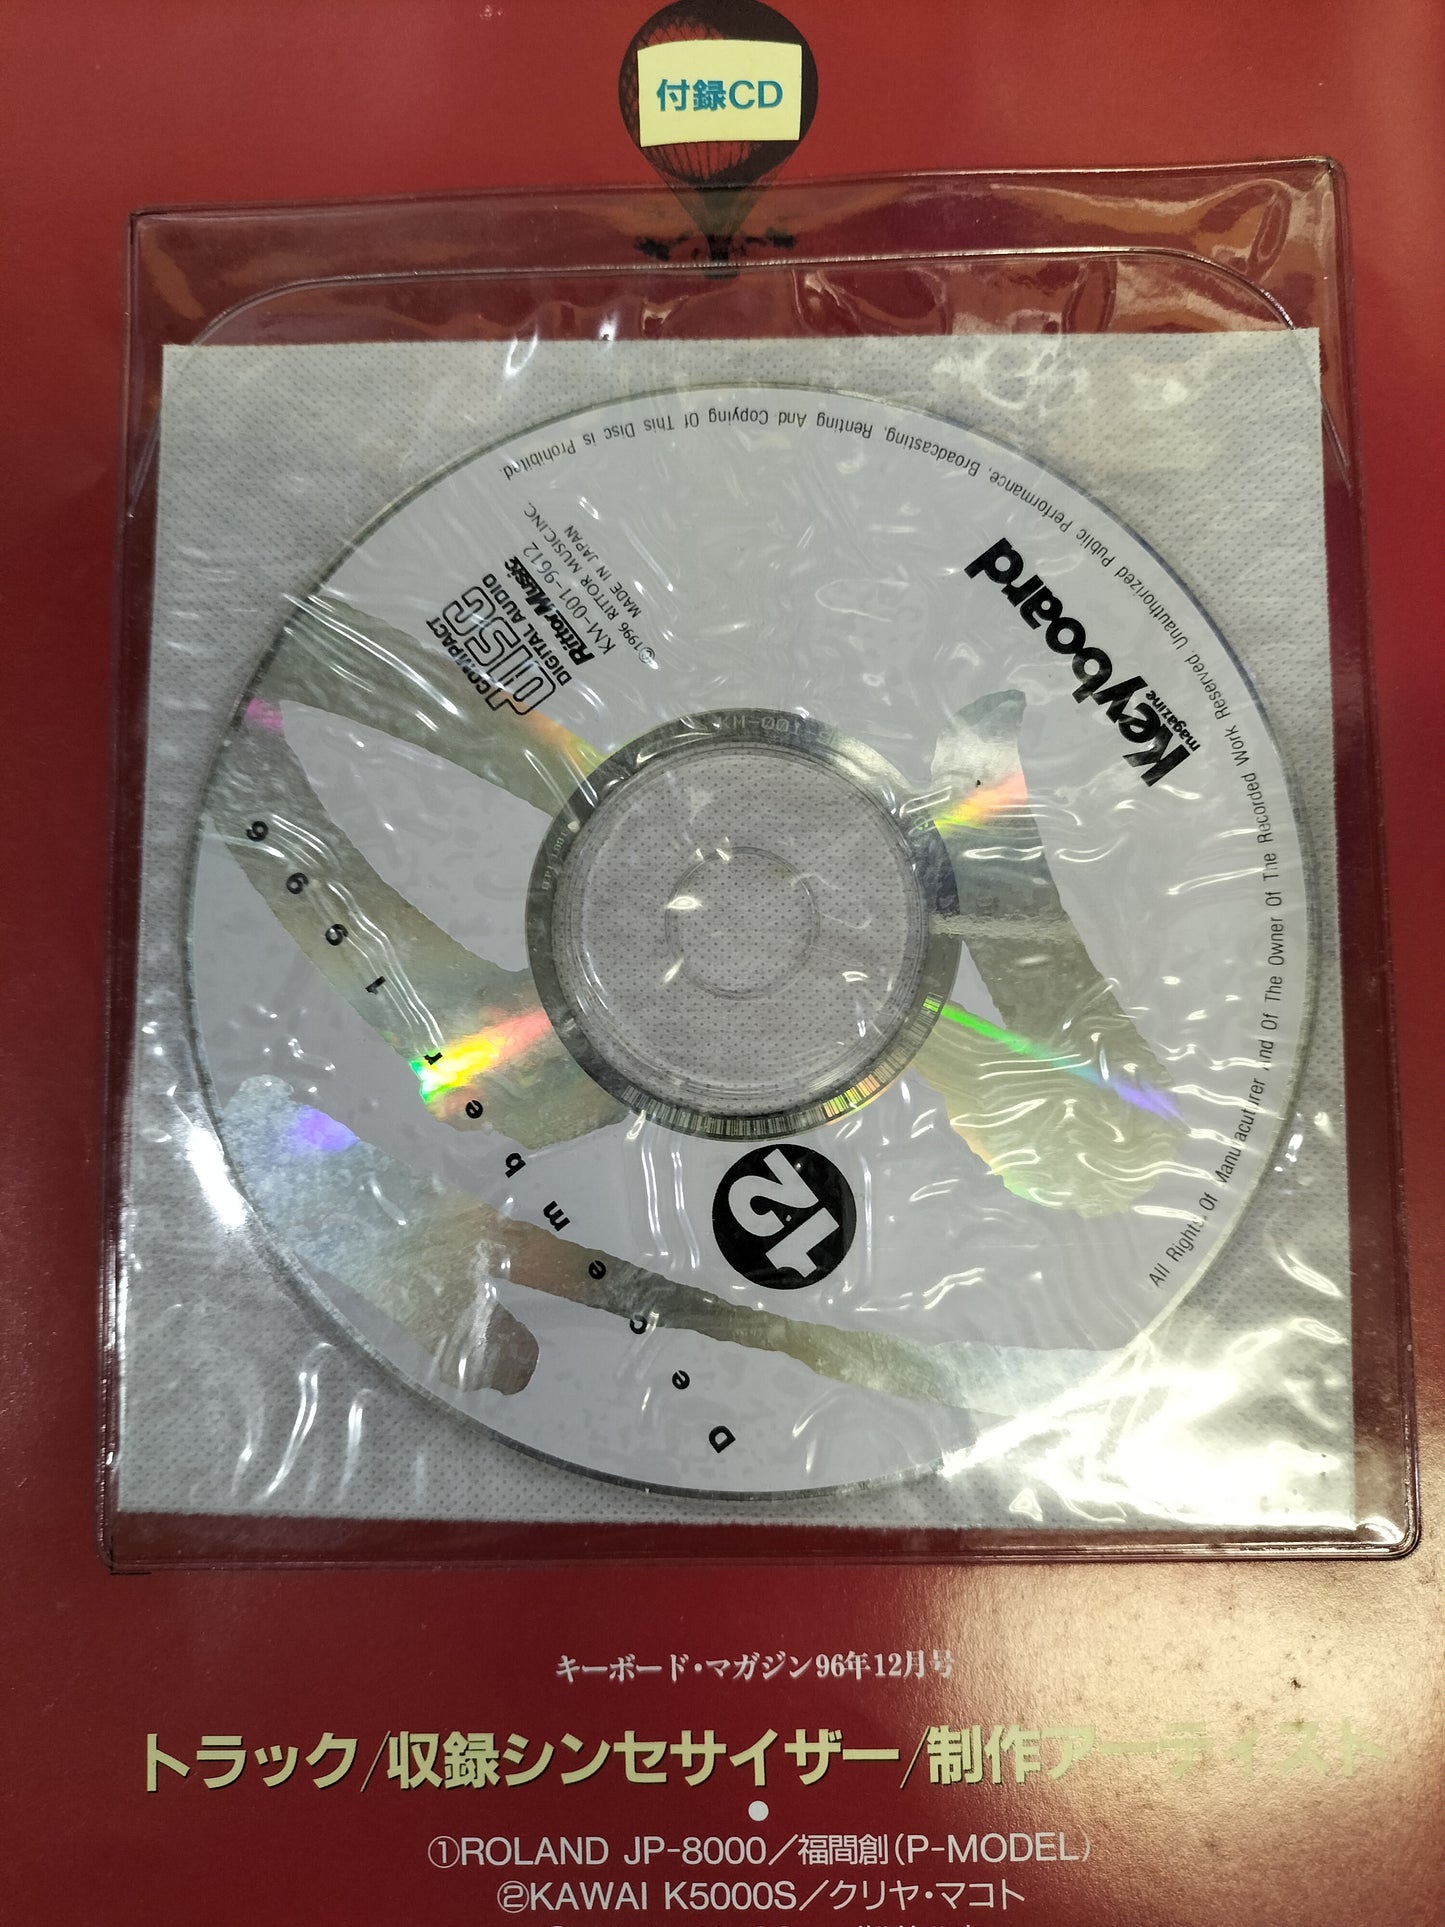 付録CD
Keyboard
magazine
COMPACT
disc
DIGITAL AUDIO
RittorMusic
KM-001-9612
©1996 RITTOR MUSIC.INC.
MADE IN JAPAN
12
December 1996
All Rights Of Manufacuturer And Of The Owner Of The Recorded Work Reserved Unauthorized Public Performance, Broadcasting, Renting, And Copying Of This Disc is Prohibited.
キーボード・マガジン96年12月号
トラック/収録シンセサイザー/制作アーティスト
①ROLAND JP-8000／福間創(P-MODEL)
②KAWAI K5000S／クリヤ・マコト